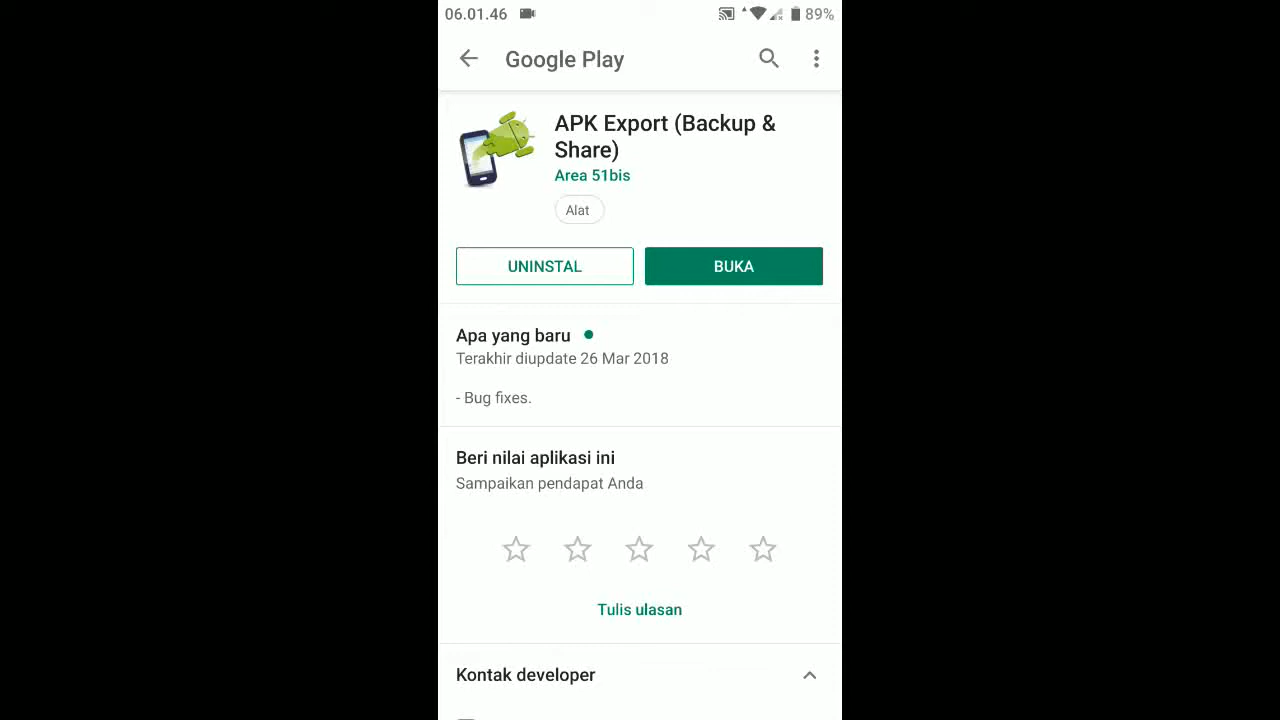 06.01.46
89%
Google Play
APK Export (Backup &
Share)
Area 51bis
Alat
UNINSTAL
BUKA
Apa yang baru
Terakhir diupdate 26 Mar 2018
- Bug fixes.
Beri nilai aplikasi ini
Sampaikan pendapat Anda
Tulis ulasan
Kontak developer